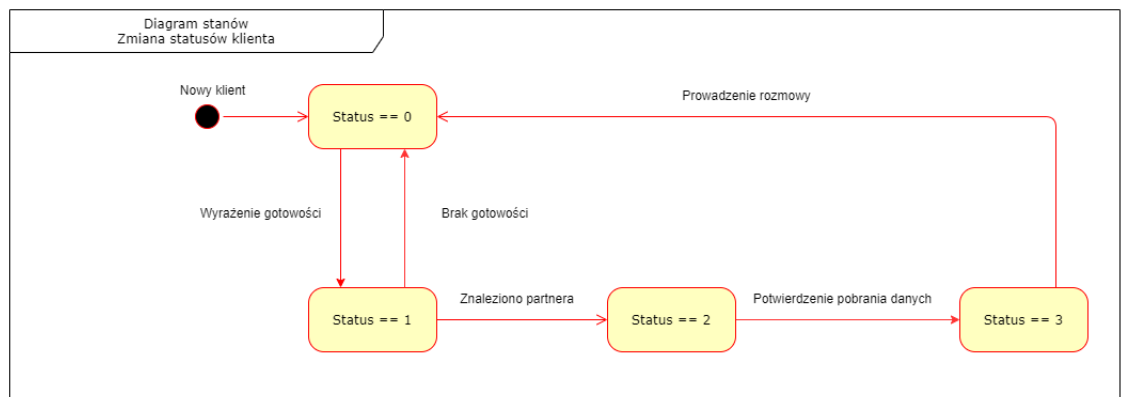 Diagram stanów
Zmiana statusów klienta
Nowy klient
Prowadzenie rozmowy
Status == 0
Wyrażenie gotowości
Brak gotowości
Znaleziono partnera
Potwierdzenie pobrania danych
Status == 1
Status == 2
Status == 3